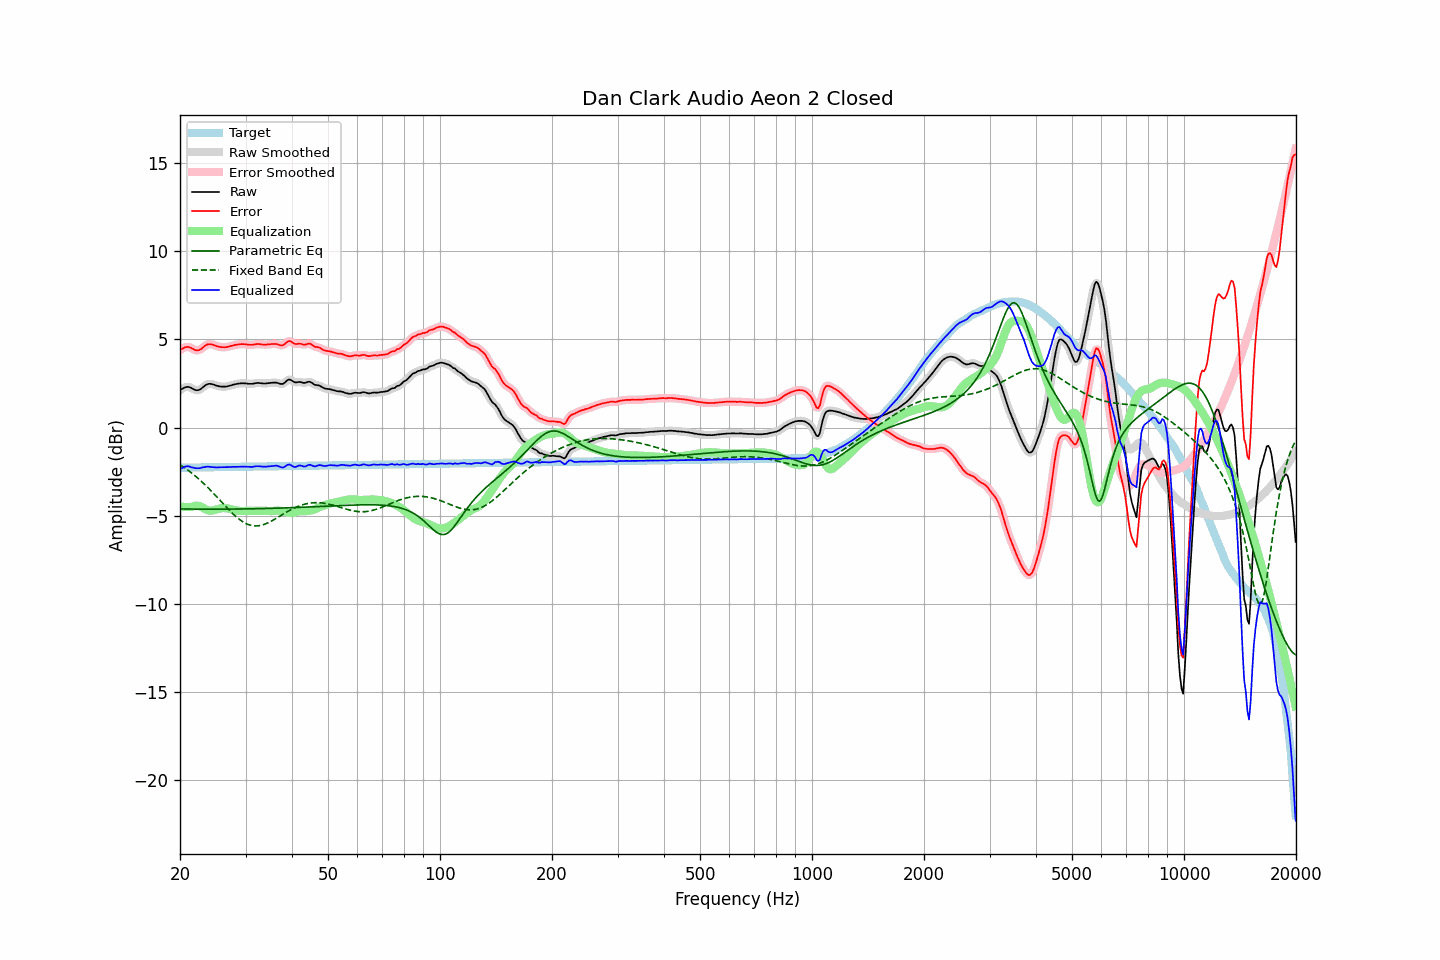 Dan Clark Audio Aeon 2 Closed
Target
Raw Smoothed
Error Smoothed
Raw
Error
Equalization
Parametric Eq
Fixed Band Eq
Equalized
Amplitude (dBr)
15
10
5
0
−5
−10
−15
−20
20 50 100 200 500 1000 2000 5000 10000 20000
Frequency (Hz)